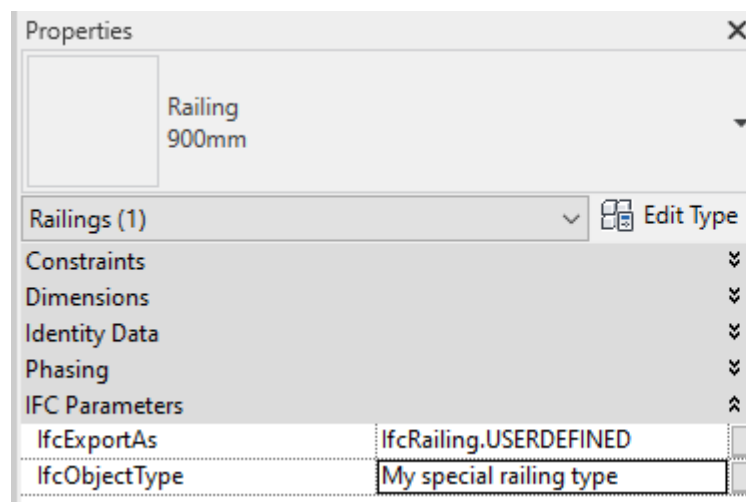 Properties
Railing
900mm
Railings (1)
Edit Type
Constraints
Dimensions
Identity Data
Phasing
IFC Parameters
IfcExportAs IfcRailing.USERDEFINED
IfcObjectType My special railing type